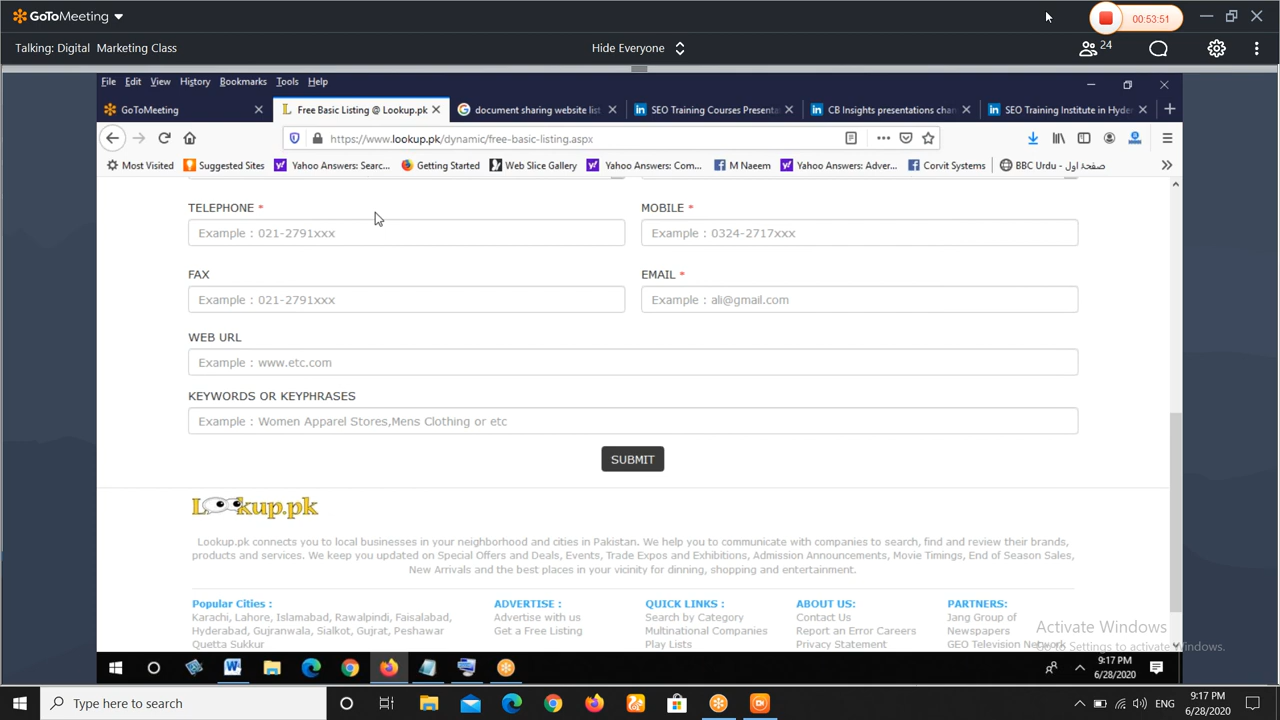 GoToMeeting
00:53:51
Talking: Digital Marketing Class
Hide Everyone
24
File Edit View History Bookmarks Tools Help
GoToMeeting
Free Basic Listing @ Lookup.pk
document sharing website list
SEO Training Courses Presenta
CB Insights presentations chan
SEO Training Institute in Hyder
https://www.lookup.pk/dynamic/free-basic-listing.aspx
Most Visited
Suggested Sites
Yahoo Answers: Searc...
Getting Started
Web Slice Gallery
Yahoo Answers: Com...
M Naeem
Yahoo Answers: Adver...
Corvit Systems
BBC Urdu - صفحۂ اول
TELEPHONE *
MOBILE *
Example : 021-2791xxx
Example : 0324-2717xxx
FAX
EMAIL *
Example : 021-2791xxx
Example : ali@gmail.com
WEB URL
Example : www.etc.com
KEYWORDS OR KEYPHRASES
Example : Women Apparel Stores,Mens Clothing or etc
SUBMIT
Lookup.pk
Lookup.pk connects you to local businesses in your neighborhood and cities in Pakistan. We help you to communicate with companies to search, find and review their brands,
products and services. We keep you updated on Special Offers and Deals, Events, Trade Expos and Exhibitions, Admission Announcements, Movie Timings, End of Season Sales,
New Arrivals and the best places in your vicinity for dinning, shopping and entertainment.
Popular Cities :
Karachi, Lahore, Islamabad, Rawalpindi, Faisalabad,
Hyderabad, Gujranwala, Sialkot, Gujrat, Peshawar
Quetta Sukkur
ADVERTISE :
Advertise with us
Get a Free Listing
QUICK LINKS :
Search by Category
Multinational Companies
Play Lists
ABOUT US:
Contact Us
Report an Error Careers
Privacy Statement
PARTNERS:
Jang Group of
Newspapers
GEO Television Network
Activate Windows
Go to Settings to activate Windows.
9:17 PM
6/28/2020
Type here to search
ENG
9:17 PM
6/28/2020